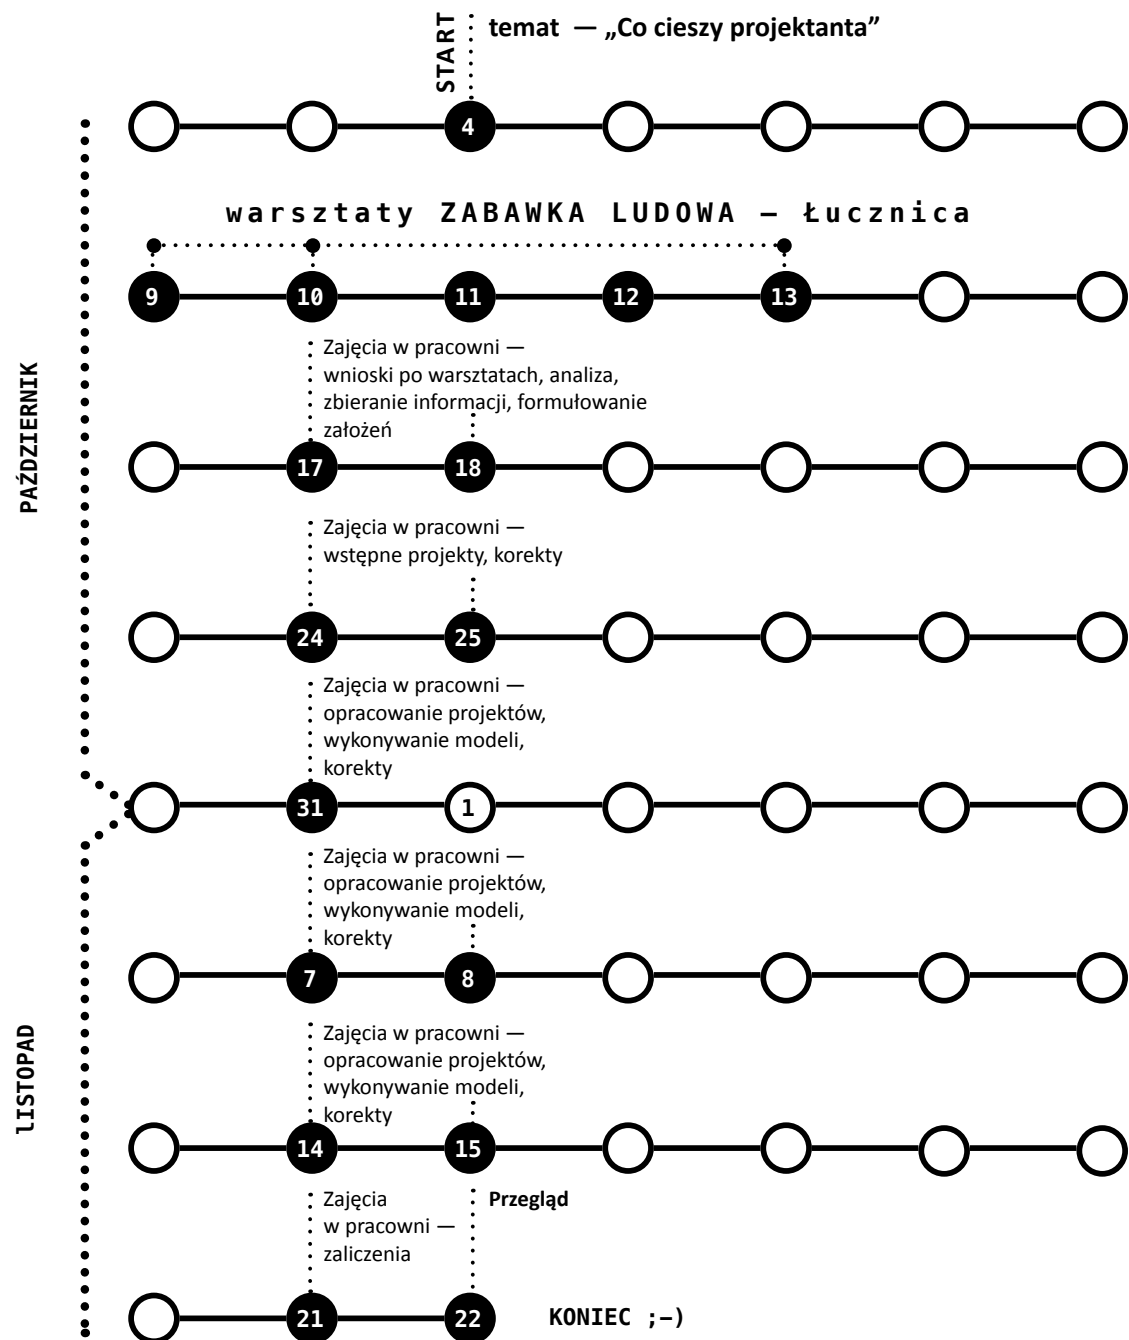 START
temat — „Co cieszy projektanta”
4
warsztaty ZABAWKA LUDOWA – Łucznica
9 10 11 12 13
PAŹDZIERNIK
Zajęcia w pracowni —
wnioski po warsztatach, analiza,
zbieranie informacji, formułowanie
założeń
17 18
Zajęcia w pracowni —
wstępne projekty, korekty
24 25
Zajęcia w pracowni —
opracowanie projektów,
wykonywanie modeli,
korekty
31 1
Zajęcia w pracowni —
opracowanie projektów,
wykonywanie modeli,
korekty
7 8
lISTOPAD
Zajęcia w pracowni —
opracowanie projektów,
wykonywanie modeli,
korekty
14 15
Zajęcia
w pracowni —
zaliczenia
Przegląd
21 22 KONIEC ;–)